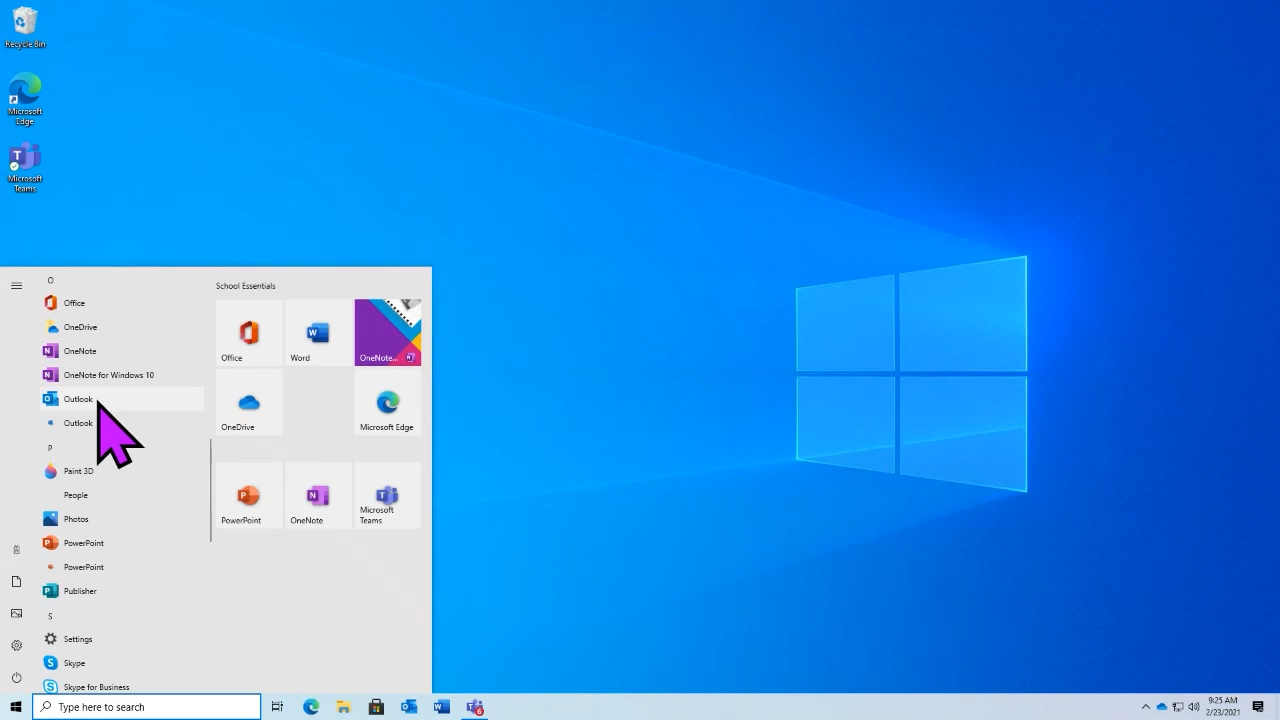 Recycle Bin
Microsoft
Edge
Microsoft
Teams
O
Office
OneDrive
OneNote
OneNote for Windows 10
Outlook
Outlook
P
Paint 3D
People
Photos
PowerPoint
PowerPoint
Publisher
S
Settings
Skype
Skype for Business
School Essentials
Office
Word
OneNote...
OneDrive
Microsoft Edge
PowerPoint
OneNote
Microsoft
Teams
Type here to search
6
9:25 AM
2/23/2021